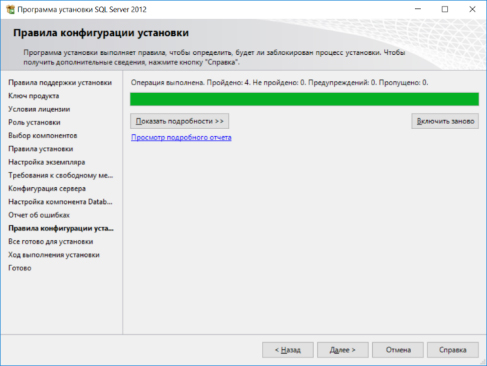 Программа установки SQL Server 2012
Правила конфигурации установки
Программа установки выполняет правила, чтобы определить, будет ли заблокирован процесс установки. Чтобы
получить дополнительные сведения, нажмите кнопку "Справка".
Правила поддержки установки
Ключ продукта
Условия лицензии
Роль установки
Выбор компонентов
Правила установки
Настройка экземпляра
Требования к свободному ме...
Конфигурация сервера
Настройка компонента Datab...
Отчет об ошибках
Правила конфигурации уста...
Все готово для установки
Ход выполнения установки
Готово
Операция выполнена. Пройдено: 4. Не пройдено: 0. Предупреждений: 0. Пропущено: 0.
Показать подробности >>
Включить заново
Просмотр подробного отчета
< Назад
Далее >
Отмена
Справка